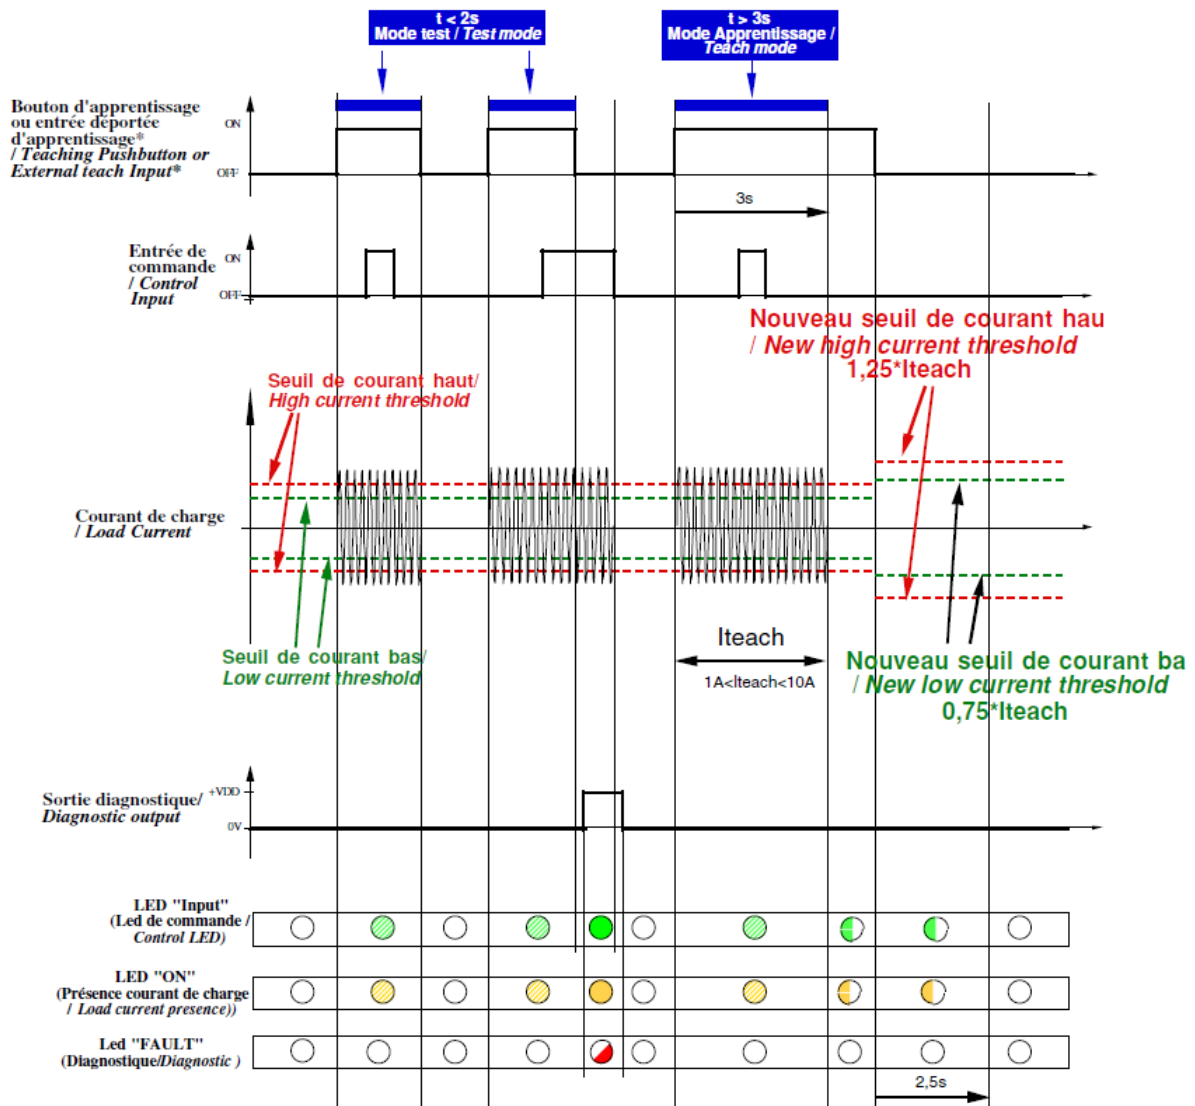 t < 2s
Mode test / Test mode
t > 3s
Mode Apprentissage /
Teach mode
Bouton d'apprentissage
ou entrée déportée
d'apprentissage*
/ Teaching Pushbutton or
External teach Input*
ON
OFF
3s
Entrée de
commande
/ Control
Input
ON
OFF
Nouveau seuil de courant hau
/ New high current threshold
1,25*Iteach
Seuil de courant haut/
High current threshold
Courant de charge
/ Load Current
Seuil de courant bas/
Low current threshold
Iteach
1A<Iteach<10A
Nouveau seuil de courant ba
/ New low current threshold
0,75*Iteach
Sortie diagnostique/
Diagnostic output
+VDD
0V
LED "Input"
(Led de commande /
Control LED)
LED "ON"
(Présence courant de charge
/ Load current presence))
Led "FAULT"
(Diagnostique/Diagnostic )
2,5s